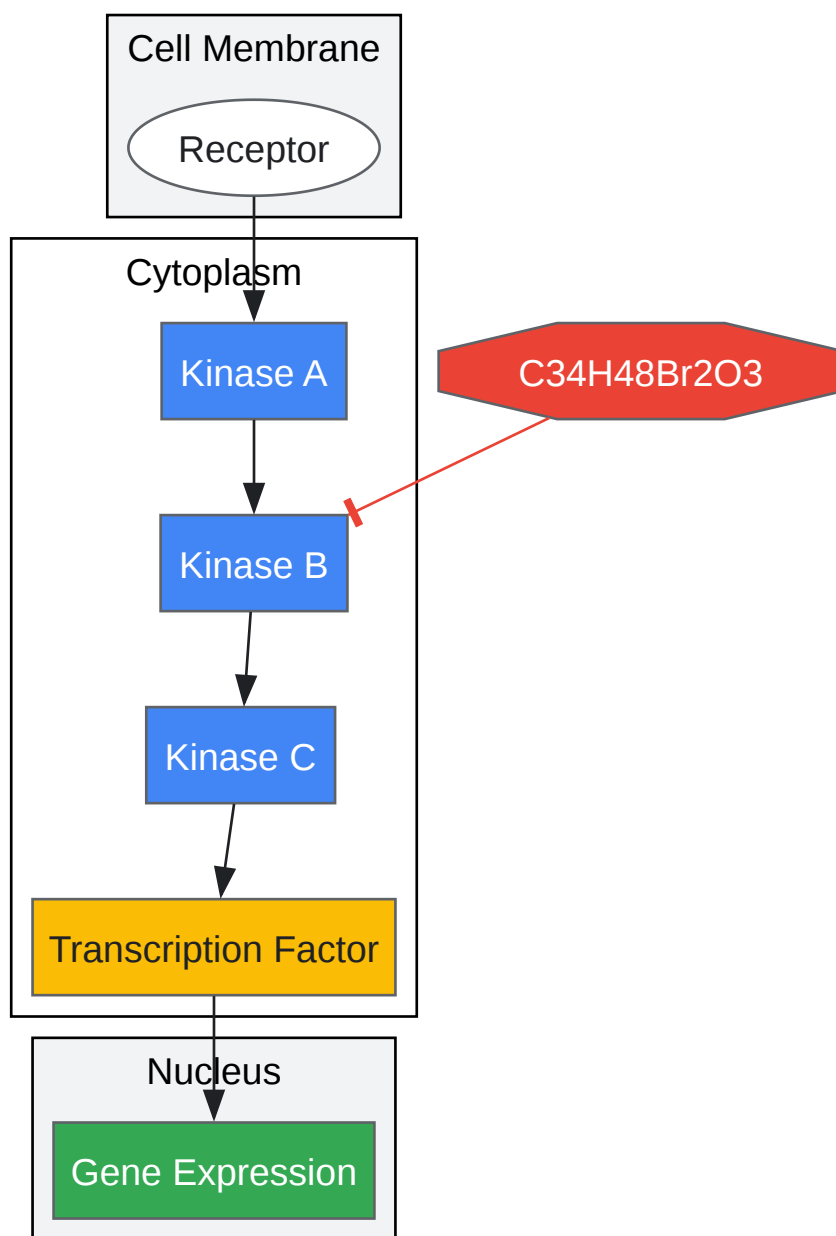 Cell Membrane
Receptor
Cytoplasm
Kinase A
C34H48Br2O3
Kinase B
Kinase C
Transcription Factor
Nucleus
Gene Expression